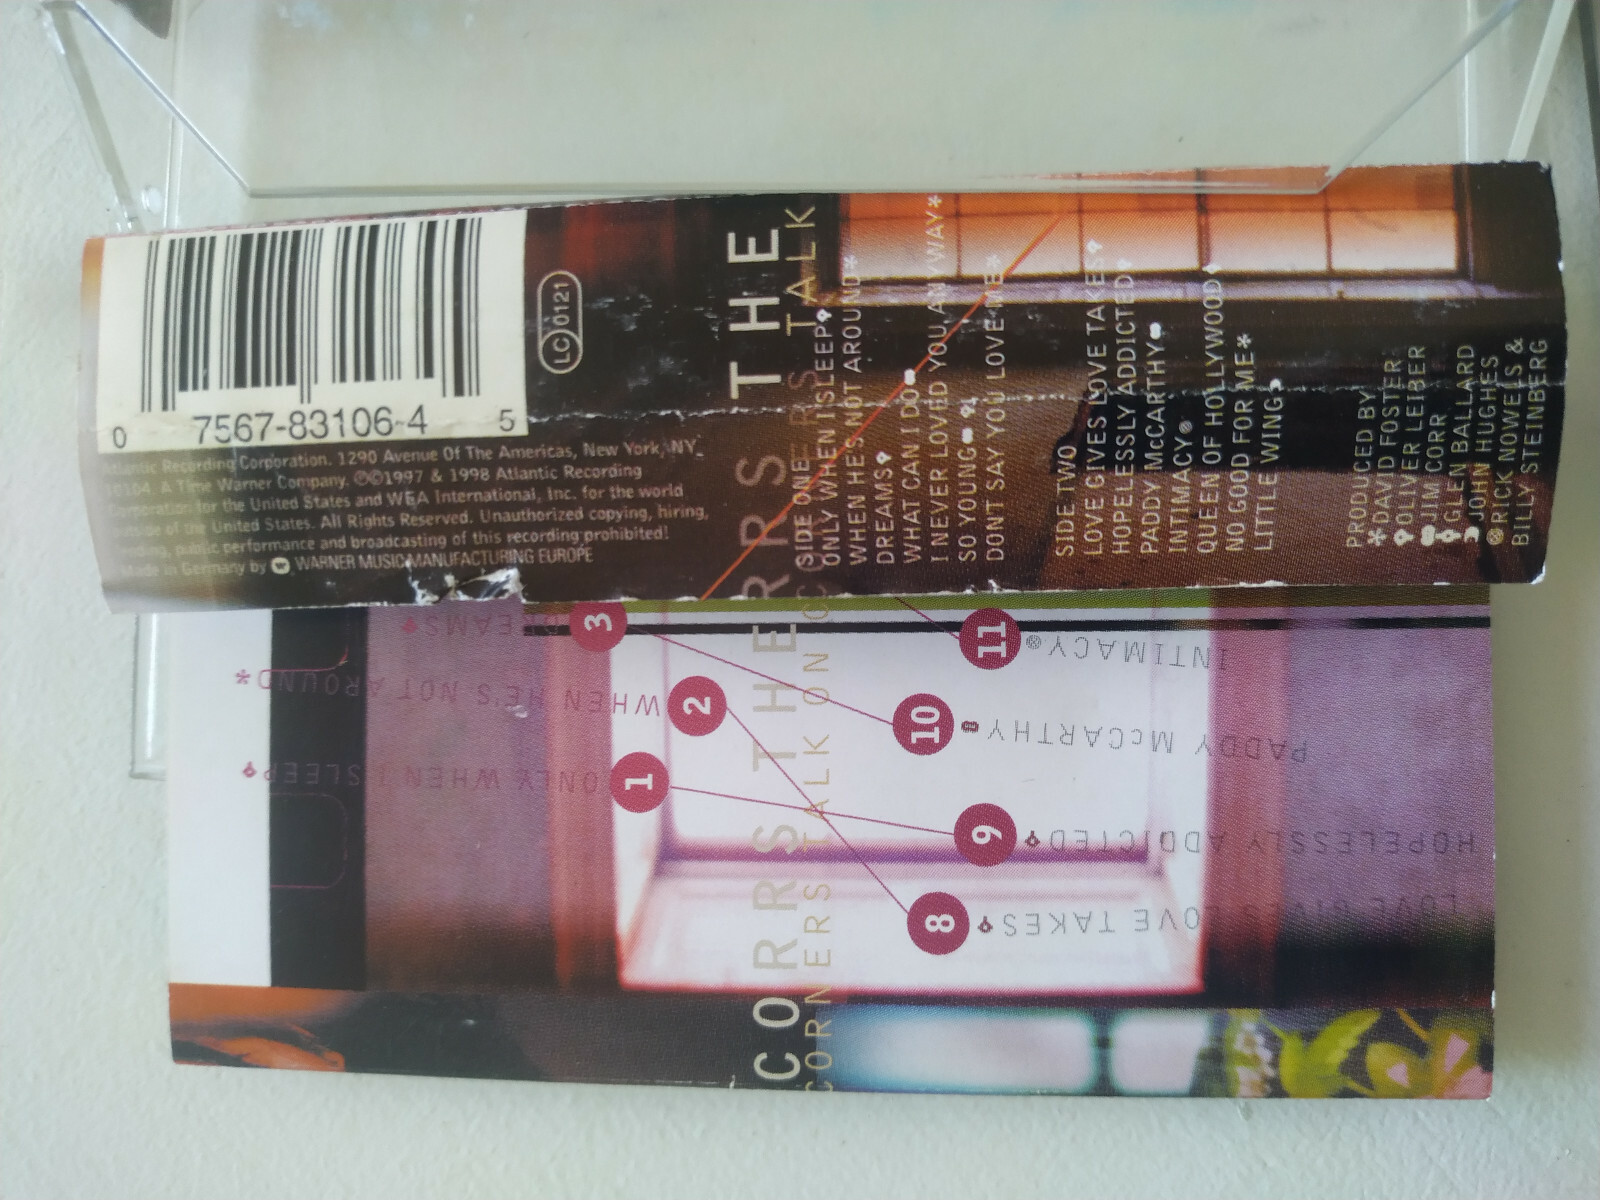 0 7567-83106-4 5
LC 0121
Atlantic Recording Corporation. 1290 Avenue Of The Americas, New York, NY
10104. A Time Warner Company. ℗©1997 & 1998 Atlantic Recording
Corporation for the United States and WEA International, Inc. for the world
outside of the United States. All Rights Reserved. Unauthorized copying, hiring,
lending, public performance and broadcasting of this recording prohibited!
Made in Germany by WARNER MUSIC MANUFACTURING EUROPE
RRS THE
ERS TALK
SIDE ONE
ONLY WHEN I SLEEP
WHEN HE'S NOT AROUND*
DREAMS
WHAT CAN I DO
I NEVER LOVED YOU ANYWAY*
SO YOUNG
DON'T SAY YOU LOVE ME*
SIDE TWO
LOVE GIVES LOVE TAKES
HOPELESSLY ADDICTED
PADDY McCARTHY
INTIMACY
QUEEN OF HOLLYWOOD
NO GOOD FOR ME*
LITTLE WING
PRODUCED BY
*DAVID FOSTER
OLIVER LEIBER
JIM CORR
GLEN BALLARD
JOHN HUGHES
RICK NOWELS &
BILLY STEINBERG
CORRS THE
CORNERS TALK ON C
1 ONLY WHEN I SLEEP
2 WHEN HE'S NOT AROUND*
3 DREAMS
8 LOVE GIVES LOVE TAKES
9 HOPELESSLY ADDICTED
10 PADDY McCARTHY
11 INTIMACY